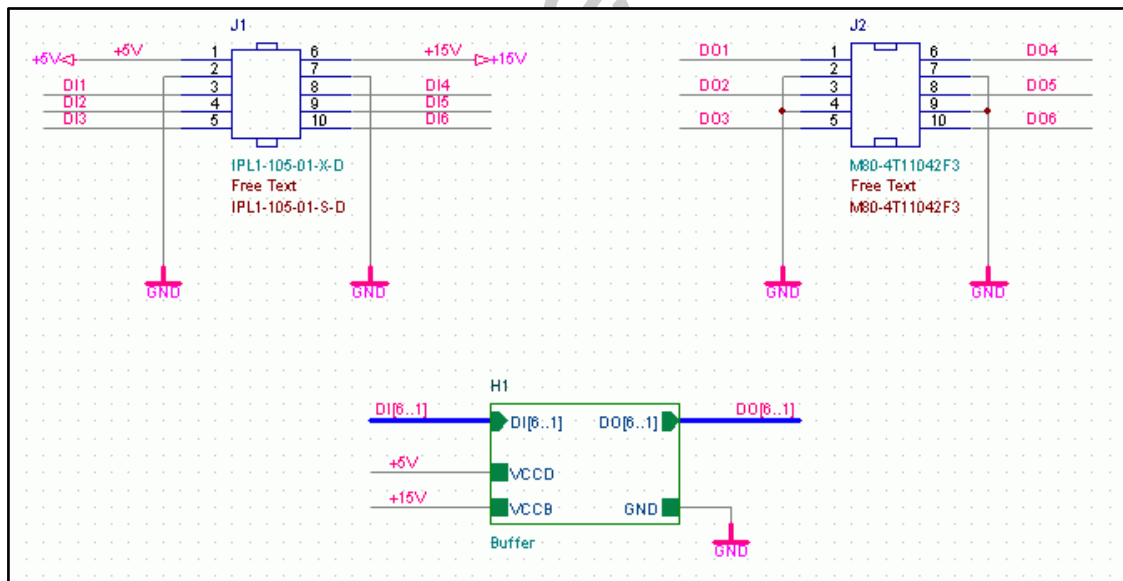 J1
+5V +5V 1 6 +15V +15V
2 7
DI1 3 8 DI4
DI2 4 9 DI5
DI3 5 10 DI6
IPL1-105-01-X-D
Free Text
IPL1-105-01-S-D
GND GND
J2
DO1 1 6 DO4
2 7
DO2 3 8 DO5
4 9
DO3 5 10 DO6
M80-4T11042F3
Free Text
M80-4T11042F3
GND GND
H1
DI[6..1] DI[6..1] DO[6..1] DO[6..1]
+5V VCCD
+15V VCCB GND
Buffer GND